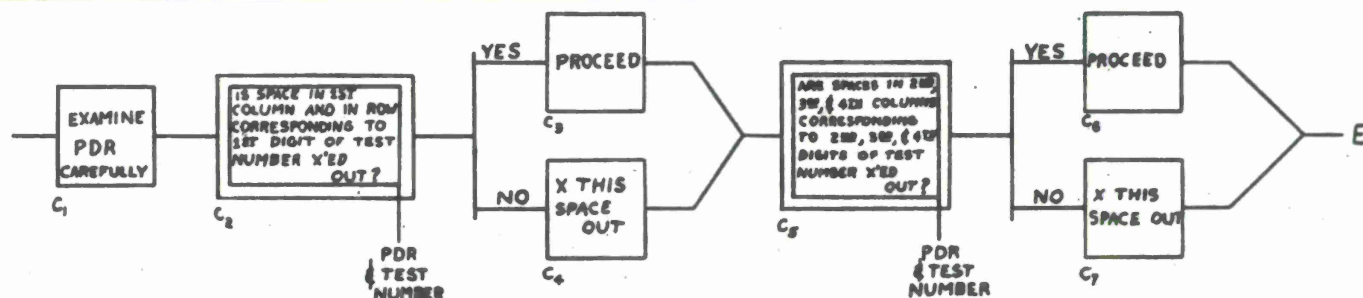 EXAMINE
PDR
CAREFULLY
C1
IS SPACE IN 1ST
COLUMN AND IN ROW
CORRESPONDING TO
1ST DIGIT OF TEST
NUMBER X'ED
OUT?
C2
PDR
& TEST
NUMBER
YES
PROCEED
C3
NO
X THIS
SPACE
OUT
C4
ARE SPACES IN 2ND,
3RD, & 4TH COLUMNS
CORRESPONDING
TO 2ND, 3RD, & 4TH
DIGITS OF TEST
NUMBER X'ED
OUT?
C5
PDR
& TEST
NUMBER
YES
PROCEED
C6
NO
X THIS
SPACE OUT
C7
E